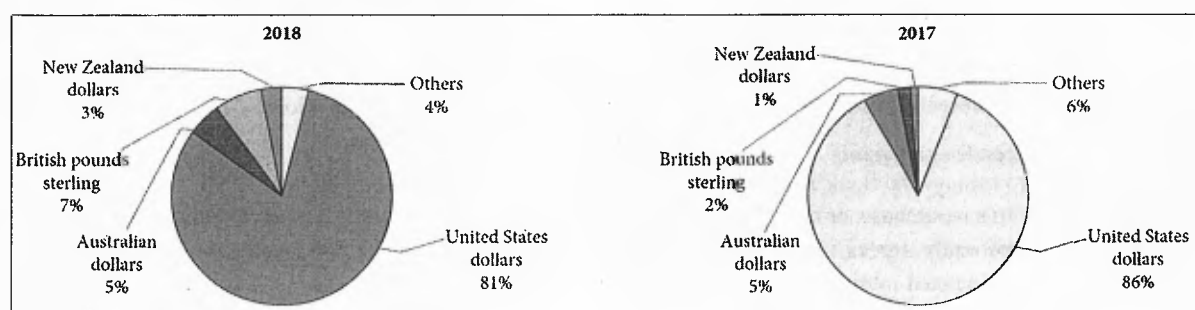 2018
New Zealand
dollars
3%
Others
4%
British pounds
sterling
7%
Australian
dollars
5%
United States
dollars
81%
2017
New Zealand
dollars
1%
Others
6%
British pounds
sterling
2%
Australian
dollars
5%
United States
dollars
86%